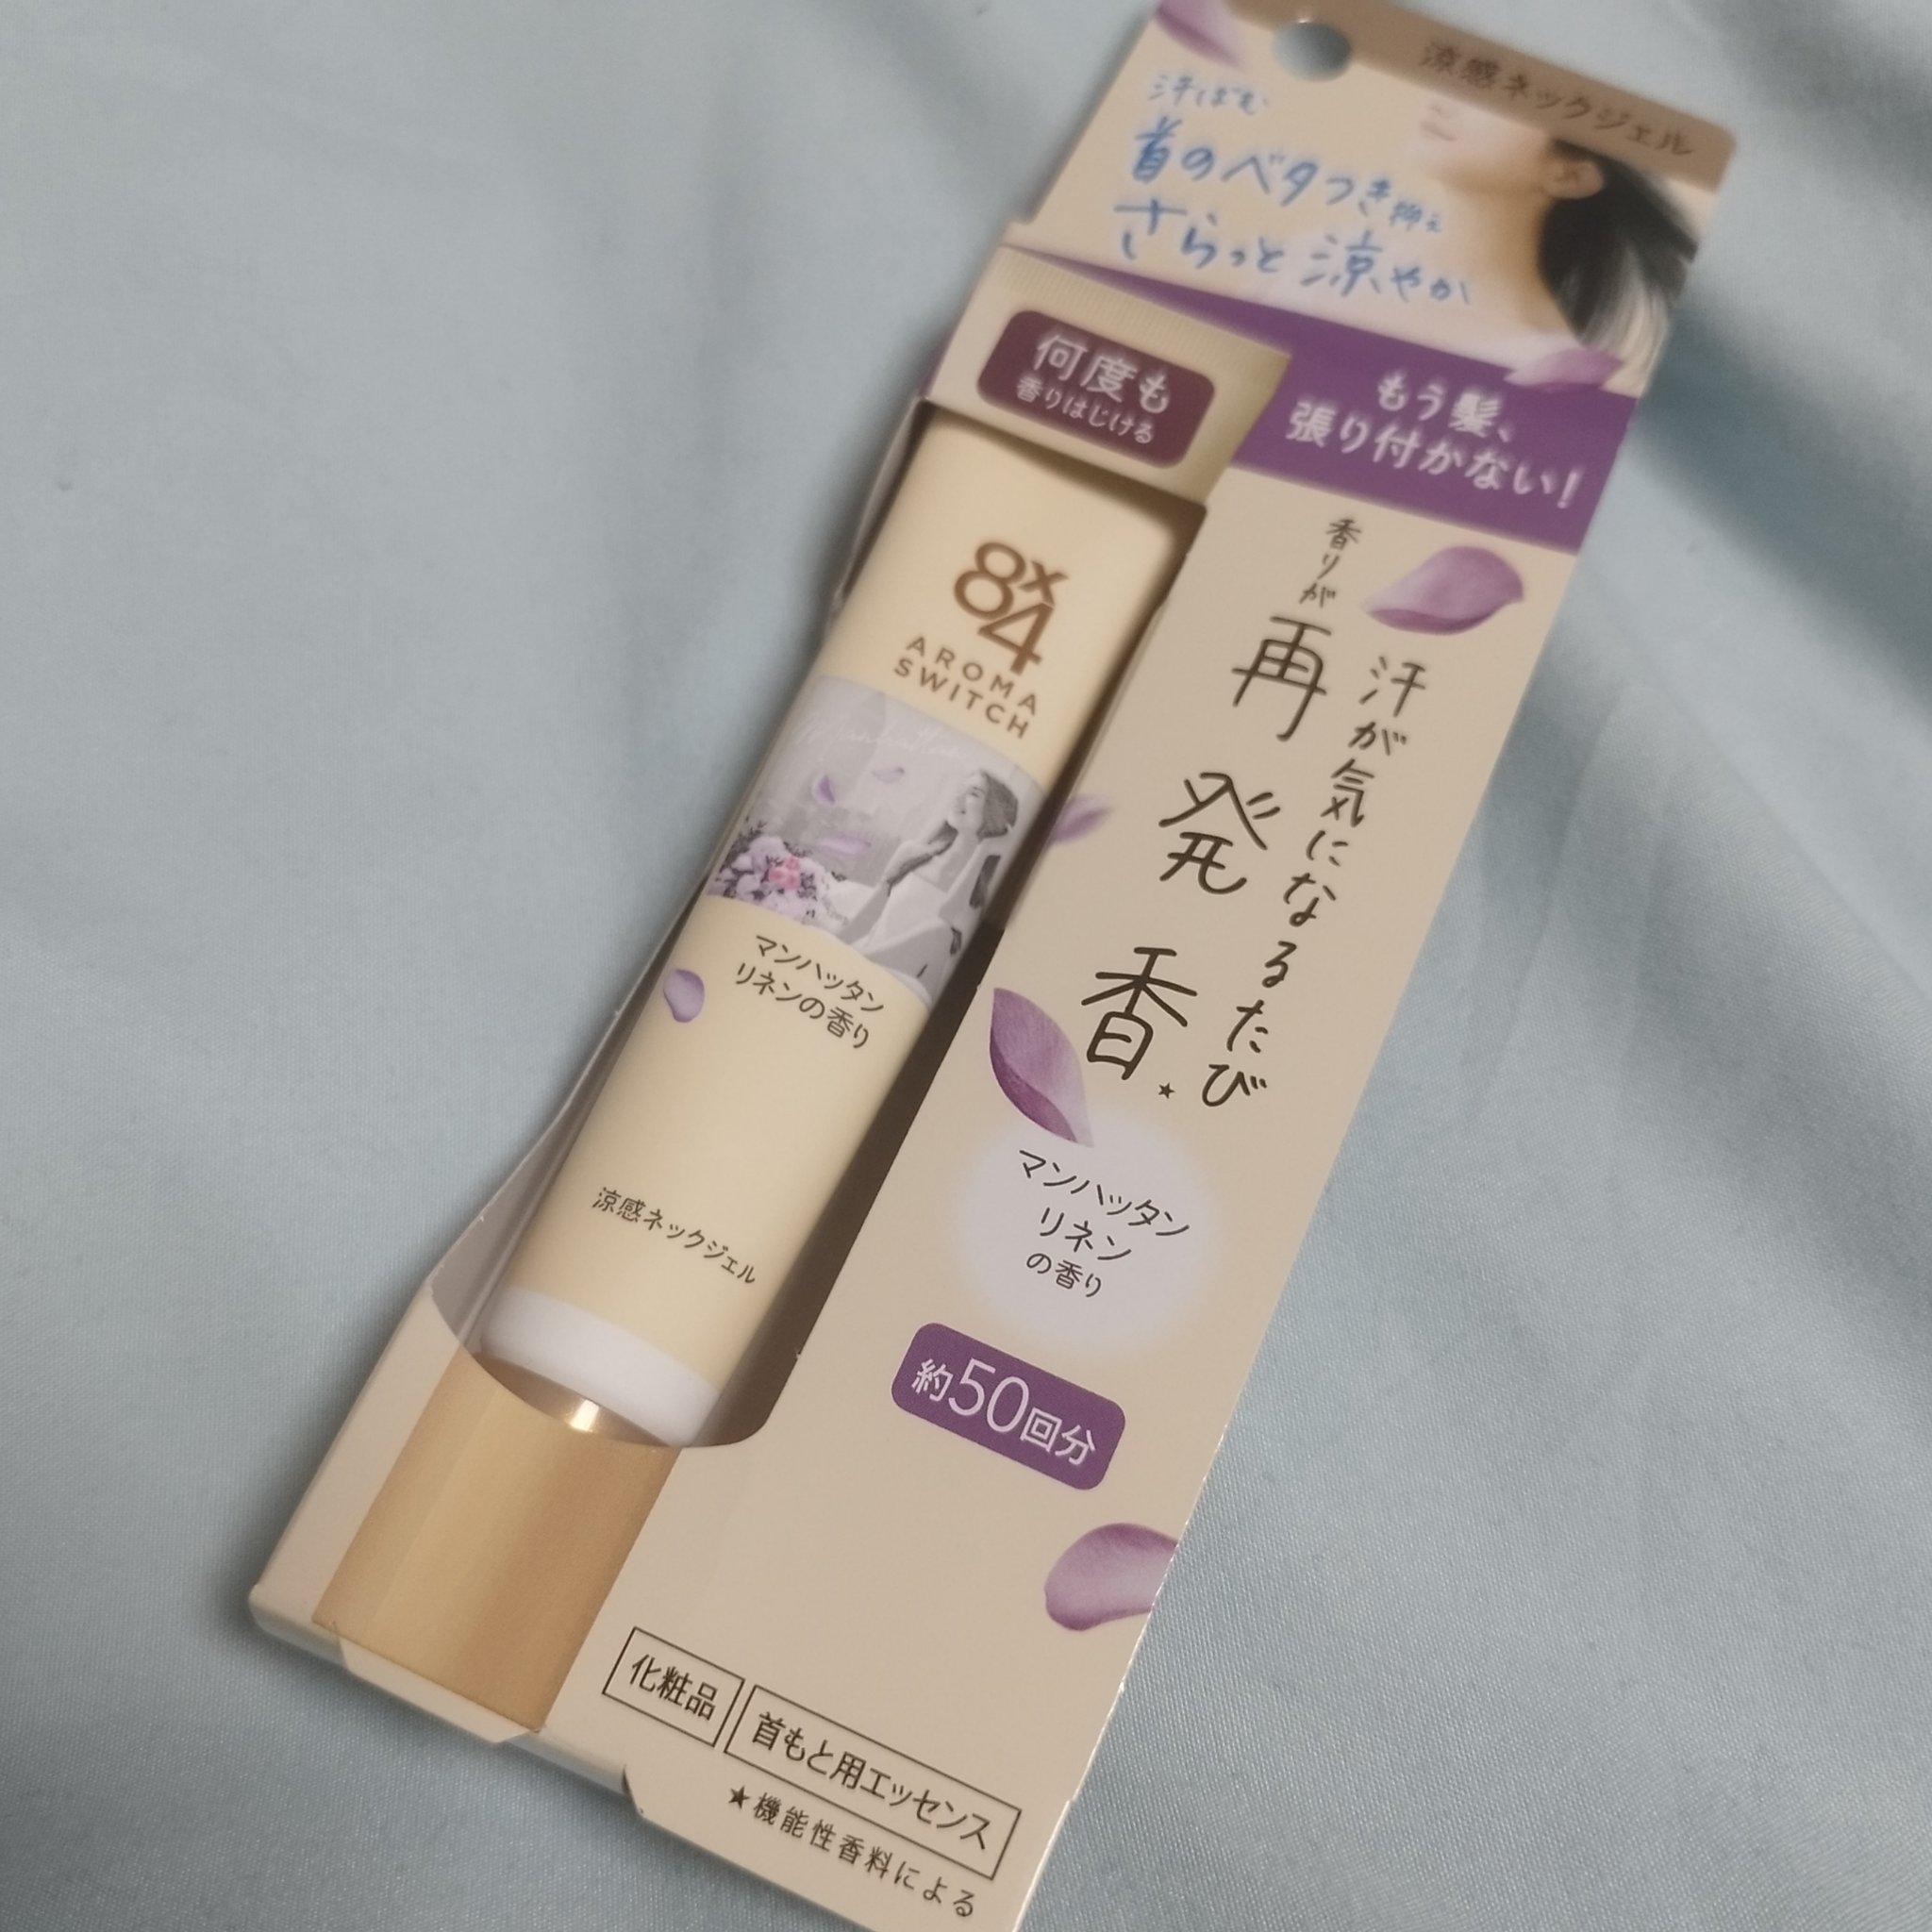 涼感ネックジェル
汗ばむ
首のベタつき抑え
さらっと涼やか
もう髪、
張り付かない!
何度も
香りはじける
8x4
AROMA
SWITCH
マンハッタン
リネンの香り
涼感ネックジェル
汗が気になるたび
香りが再発香★
マンハッタン
リネン
の香り
約50回分
化粧品
首もと用エッセンス
★機能性香料による